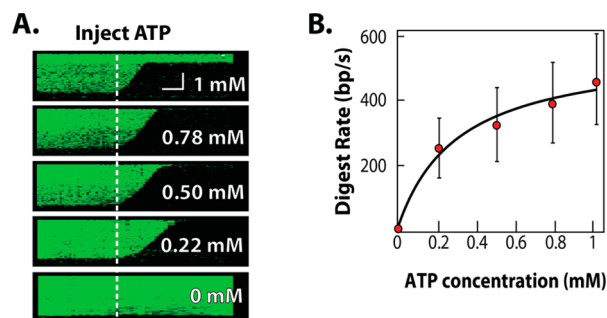 A.
Inject ATP
1 mM
0.78 mM
0.50 mM
0.22 mM
0 mM
B.
Digest Rate (bp/s)
600
400
200
0 0.2 0.4 0.6 0.8 1
ATP concentration (mM)